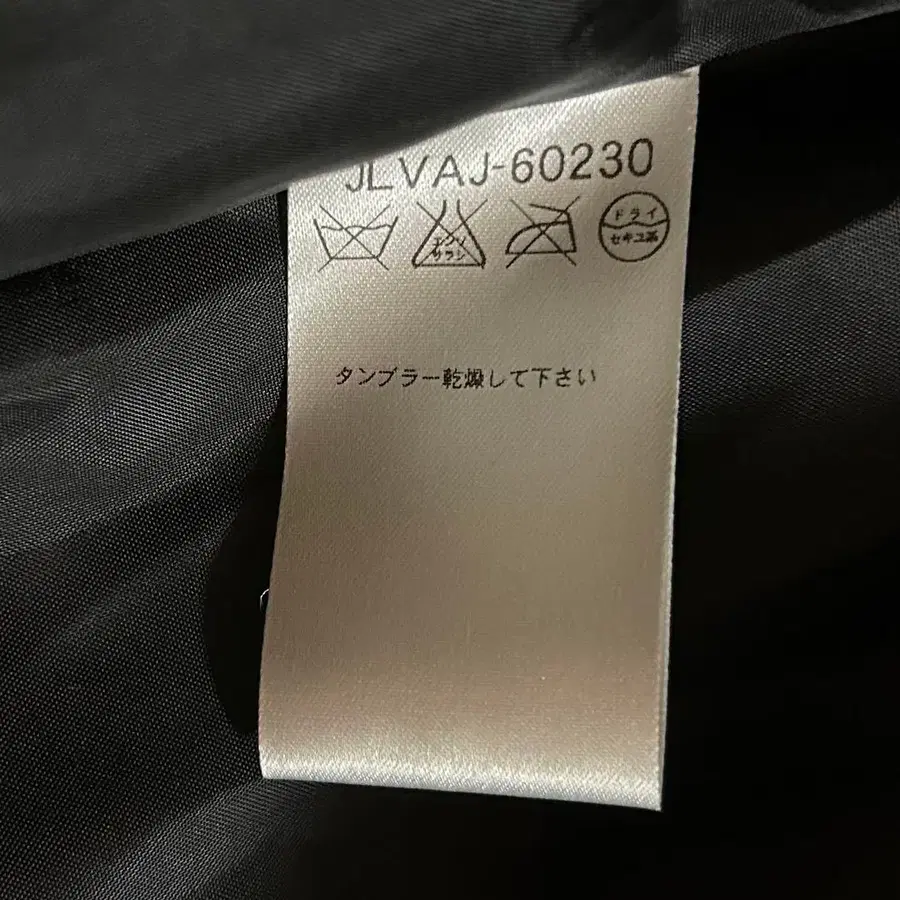 JLVAJ-60230
エンソ
サラシ
ドライ
セキユ系
タンブラー乾燥して下さい